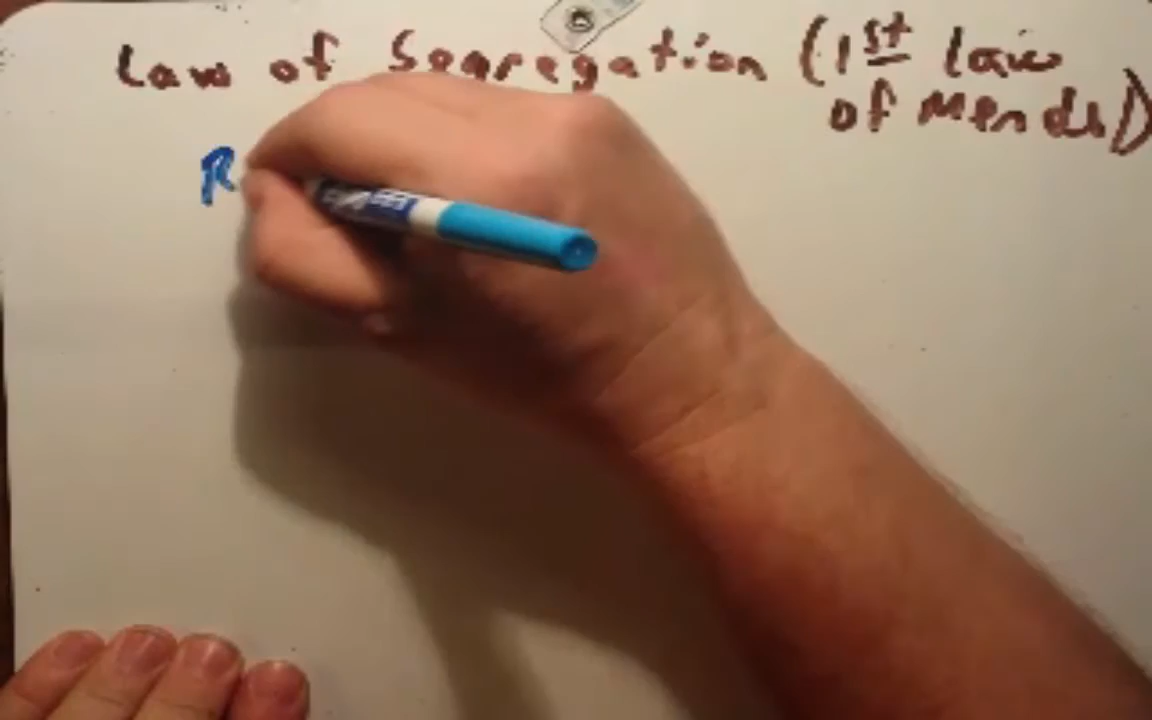 Law of Segregation (1st law
of Mendel)
R